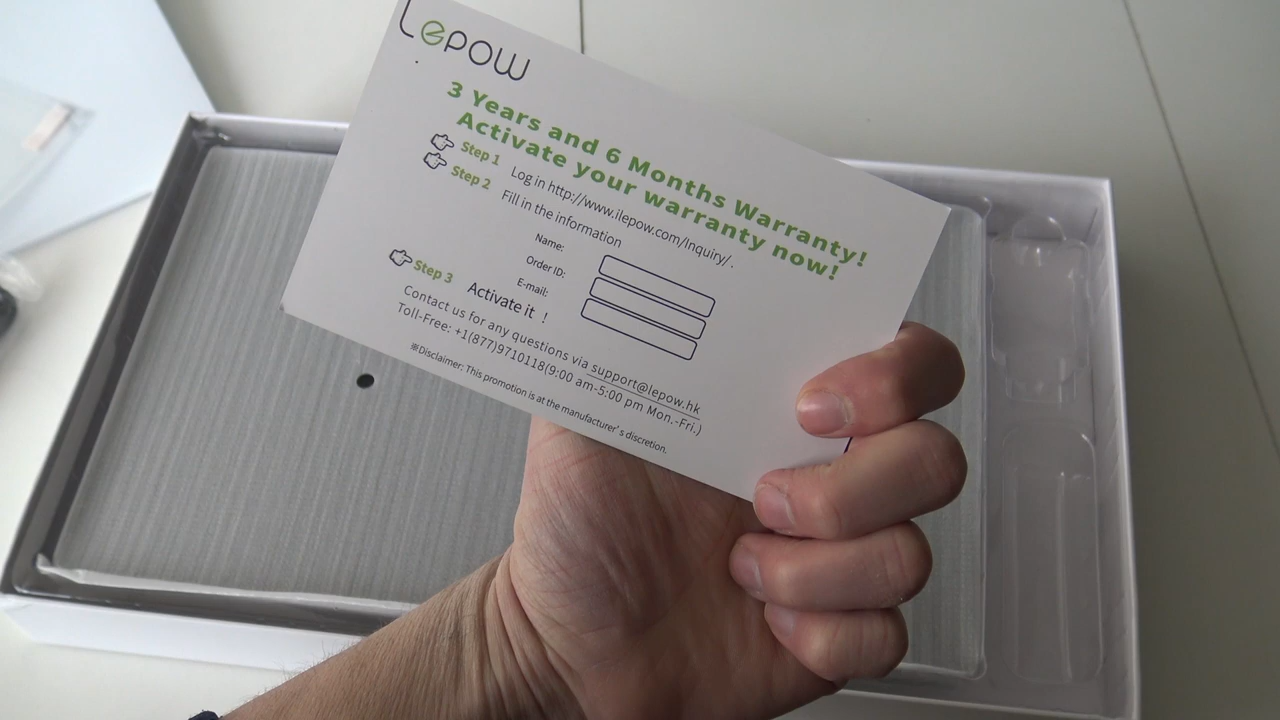 Lepow
3 Years and 6 Months Warranty!
Activate your warranty now!
Step 1 Log in http://www.ilepow.com/Inquiry/.
Step 2 Fill in the information
Name:
Order ID:
E-mail:
Step 3 Activate it !
Contact us for any questions via support@lepow.hk
Toll-Free: +1(877)9710118(9:00 am-5:00 pm Mon.-Fri.)
※Disclaimer: This promotion is at the manufacturer's discretion.